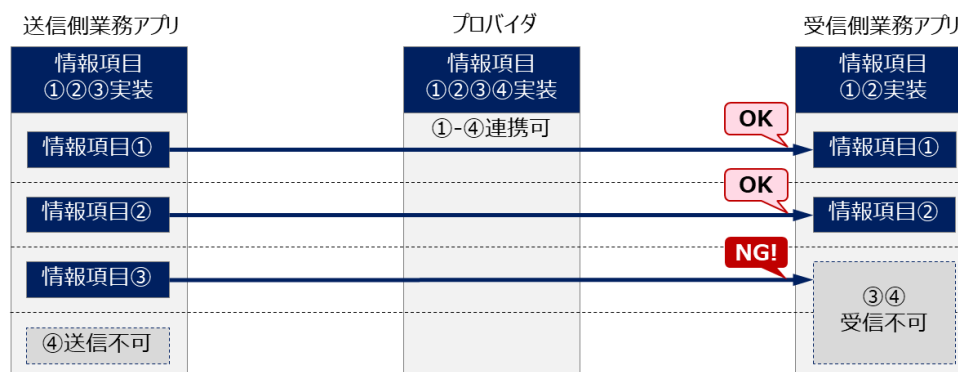 送信側業務アプリ
プロバイダ
受信側業務アプリ
情報項目
①②③実装
情報項目
①②③④実装
情報項目
①②実装
①-④連携可
OK
情報項目①
情報項目①
OK
情報項目②
情報項目②
NG!
情報項目③
③④
受信不可
④送信不可